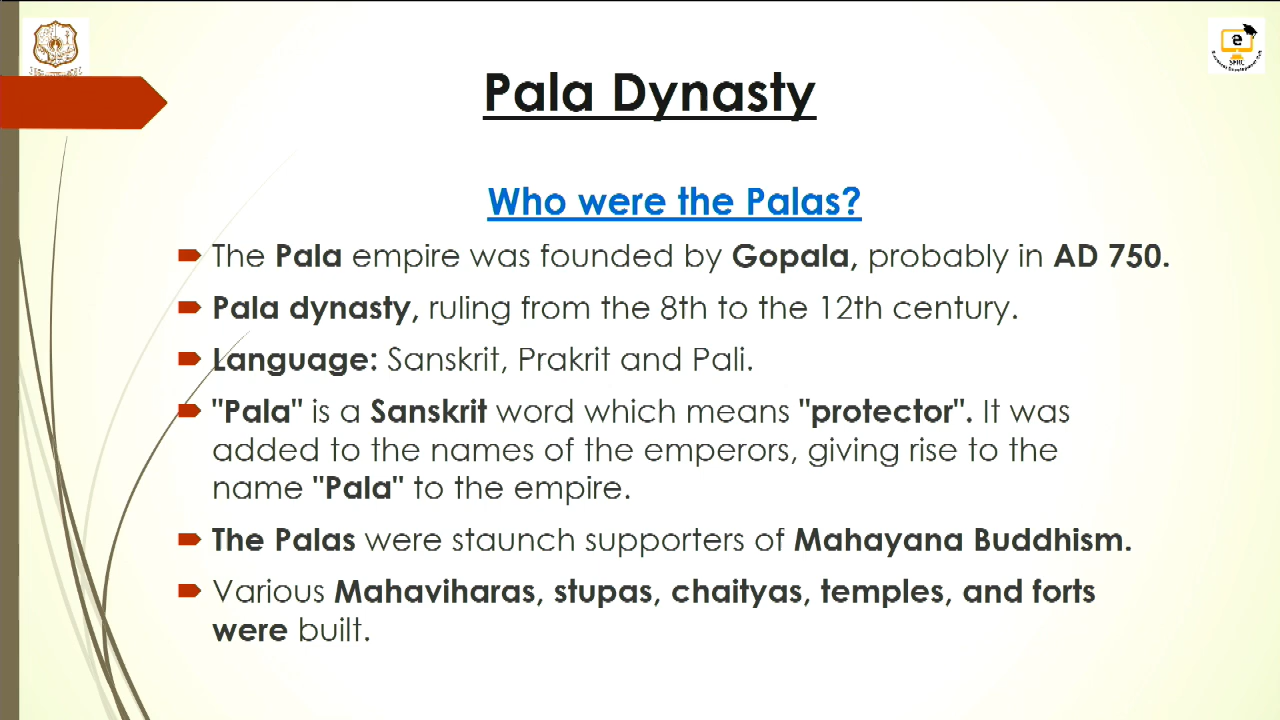 Pala Dynasty
Who were the Palas?
The Pala empire was founded by Gopala, probably in AD 750.
Pala dynasty, ruling from the 8th to the 12th century.
Language: Sanskrit, Prakrit and Pali.
"Pala" is a Sanskrit word which means "protector". It was
added to the names of the emperors, giving rise to the
name "Pala" to the empire.
The Palas were staunch supporters of Mahayana Buddhism.
Various Mahaviharas, stupas, chaityas, temples, and forts
were built.